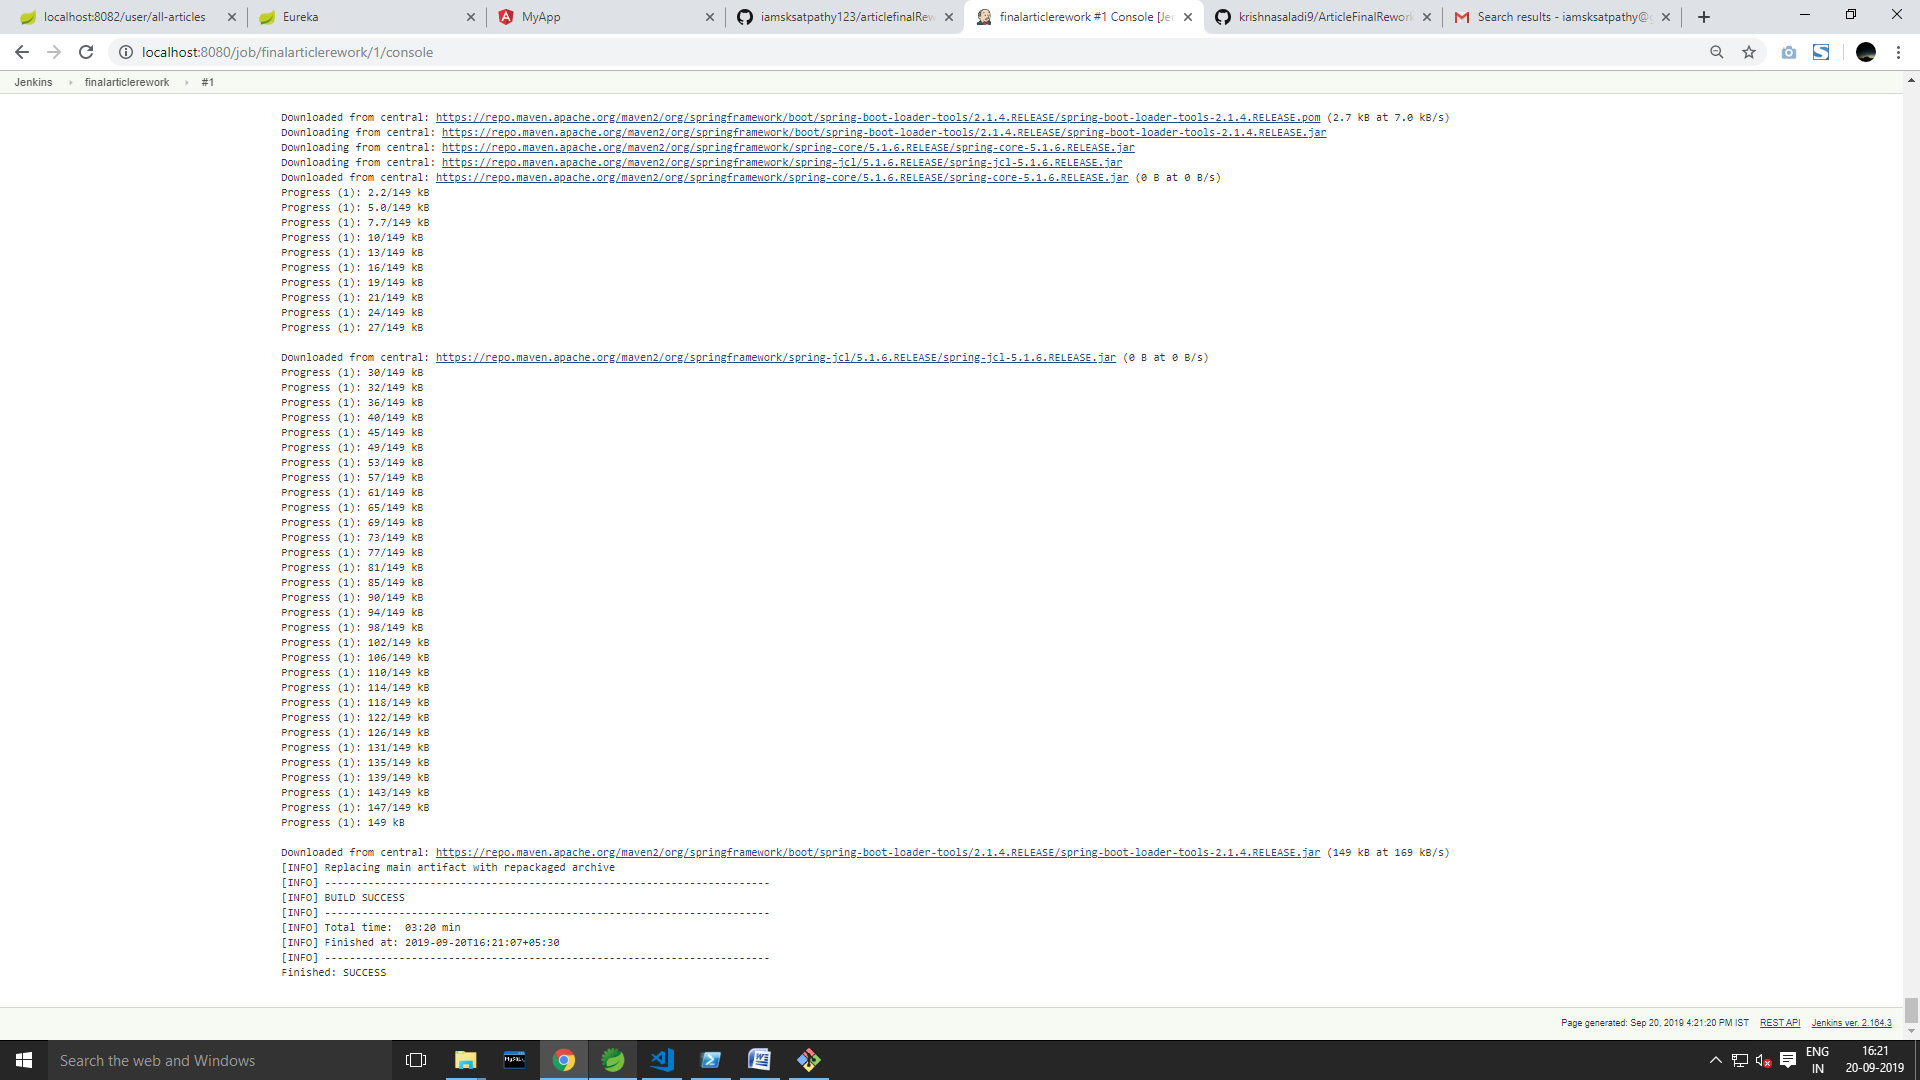 localhost:8082/user/all-articles
Eureka
MyApp
iamsksatpathy123/articlefinalRew
finalarticlerework #1 Console [Je
krishnasaladi9/ArticleFinalRework
Search results - iamsksatpathy@g
localhost:8080/job/finalarticlerework/1/console
Jenkins
finalarticlerework
#1
Downloaded from central: https://repo.maven.apache.org/maven2/org/springframework/boot/spring-boot-loader-tools/2.1.4.RELEASE/spring-boot-loader-tools-2.1.4.RELEASE.pom (2.7 kB at 7.0 kB/s)
Downloading from central: https://repo.maven.apache.org/maven2/org/springframework/boot/spring-boot-loader-tools/2.1.4.RELEASE/spring-boot-loader-tools-2.1.4.RELEASE.jar
Downloading from central: https://repo.maven.apache.org/maven2/org/springframework/spring-core/5.1.6.RELEASE/spring-core-5.1.6.RELEASE.jar
Downloading from central: https://repo.maven.apache.org/maven2/org/springframework/spring-jcl/5.1.6.RELEASE/spring-jcl-5.1.6.RELEASE.jar
Downloaded from central: https://repo.maven.apache.org/maven2/org/springframework/spring-core/5.1.6.RELEASE/spring-core-5.1.6.RELEASE.jar (0 B at 0 B/s)
Progress (1): 2.2/149 kB
Progress (1): 5.0/149 kB
Progress (1): 7.7/149 kB
Progress (1): 10/149 kB
Progress (1): 13/149 kB
Progress (1): 16/149 kB
Progress (1): 19/149 kB
Progress (1): 21/149 kB
Progress (1): 24/149 kB
Progress (1): 27/149 kB
Downloaded from central: https://repo.maven.apache.org/maven2/org/springframework/spring-jcl/5.1.6.RELEASE/spring-jcl-5.1.6.RELEASE.jar (0 B at 0 B/s)
Progress (1): 30/149 kB
Progress (1): 32/149 kB
Progress (1): 36/149 kB
Progress (1): 40/149 kB
Progress (1): 45/149 kB
Progress (1): 49/149 kB
Progress (1): 53/149 kB
Progress (1): 57/149 kB
Progress (1): 61/149 kB
Progress (1): 65/149 kB
Progress (1): 69/149 kB
Progress (1): 73/149 kB
Progress (1): 77/149 kB
Progress (1): 81/149 kB
Progress (1): 85/149 kB
Progress (1): 90/149 kB
Progress (1): 94/149 kB
Progress (1): 98/149 kB
Progress (1): 102/149 kB
Progress (1): 106/149 kB
Progress (1): 110/149 kB
Progress (1): 114/149 kB
Progress (1): 118/149 kB
Progress (1): 122/149 kB
Progress (1): 126/149 kB
Progress (1): 131/149 kB
Progress (1): 135/149 kB
Progress (1): 139/149 kB
Progress (1): 143/149 kB
Progress (1): 147/149 kB
Progress (1): 149 kB
Downloaded from central: https://repo.maven.apache.org/maven2/org/springframework/boot/spring-boot-loader-tools/2.1.4.RELEASE/spring-boot-loader-tools-2.1.4.RELEASE.jar (149 kB at 169 kB/s)
[INFO] Replacing main artifact with repackaged archive
[INFO] ------------------------------------------------------------------------
[INFO] BUILD SUCCESS
[INFO] ------------------------------------------------------------------------
[INFO] Total time:  03:20 min
[INFO] Finished at: 2019-09-20T16:21:07+05:30
[INFO] ------------------------------------------------------------------------
Finished: SUCCESS
Page generated: Sep 20, 2019 4:21:20 PM IST REST API Jenkins ver. 2.164.3
Search the web and Windows
ENG
IN
16:21
20-09-2019